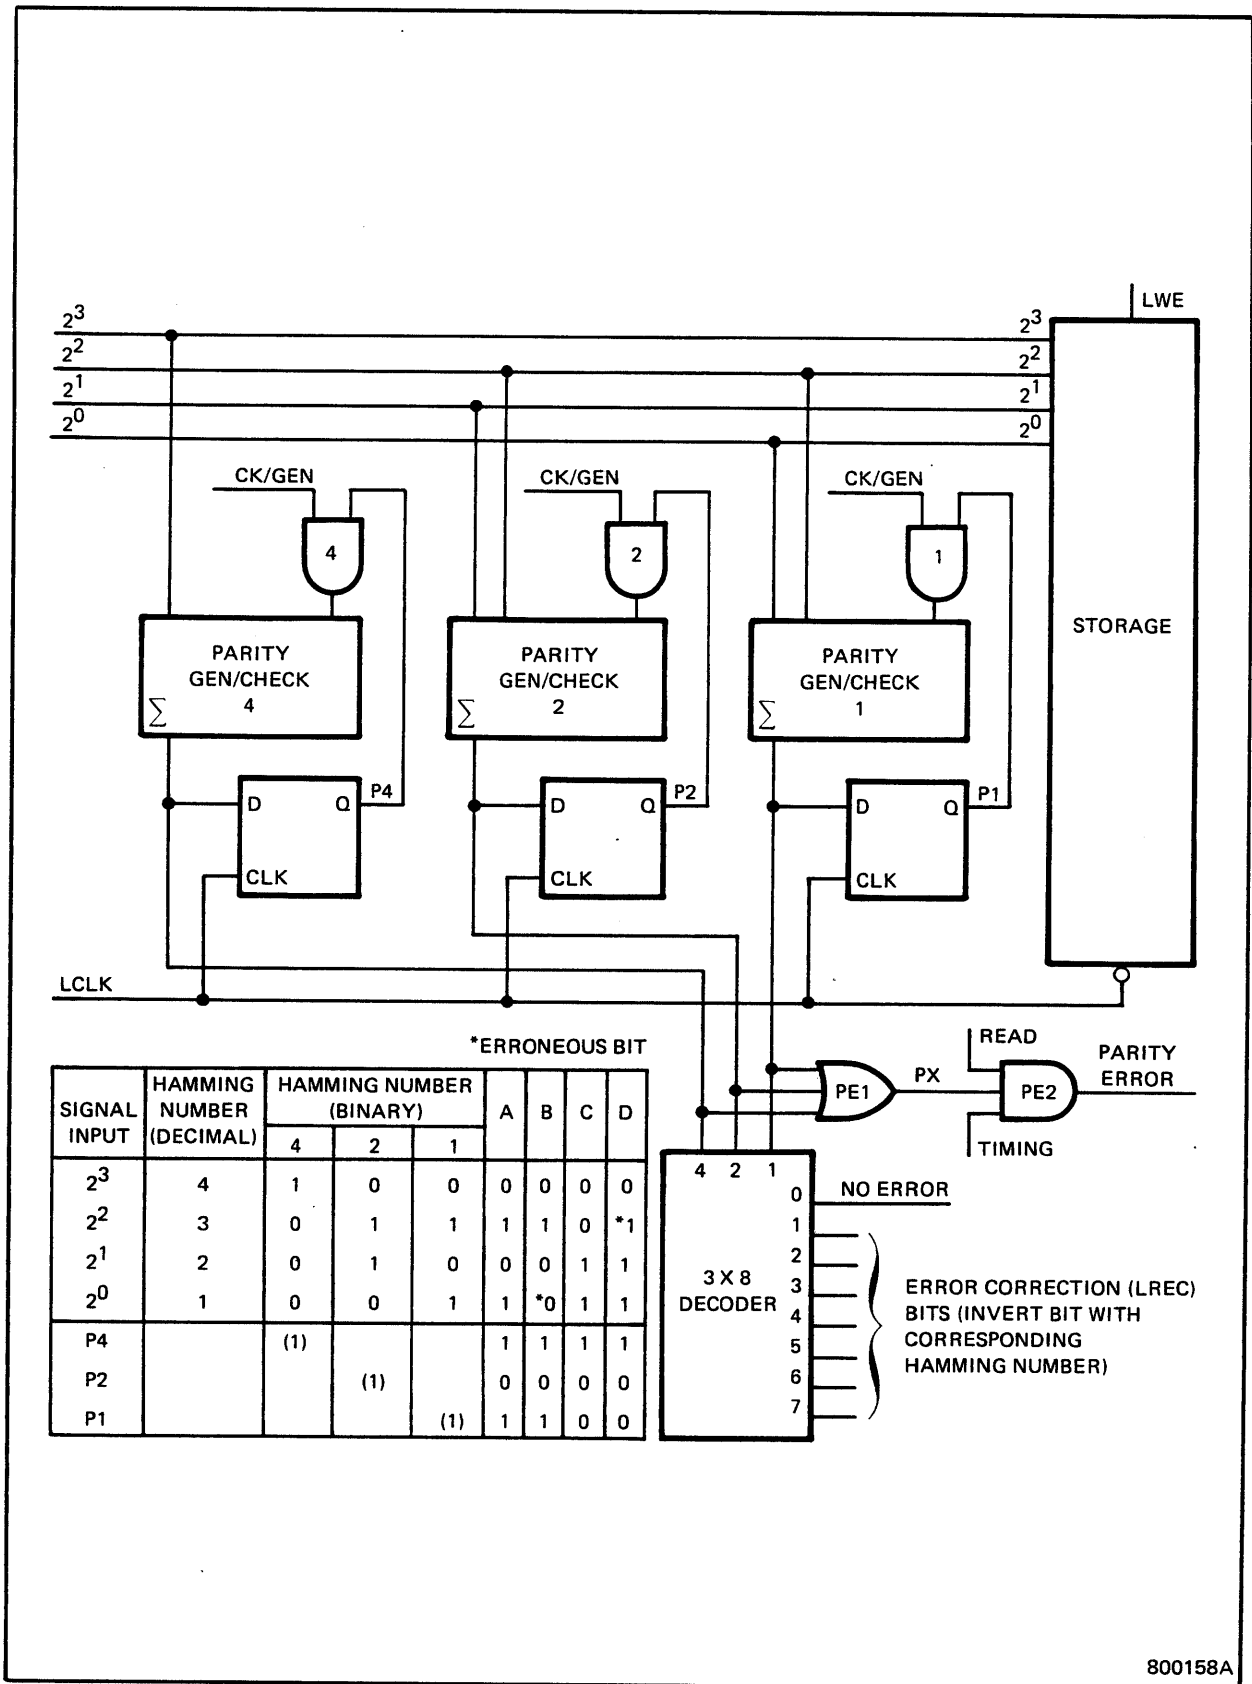 LWE
2³ 2³
2² 2²
2¹ 2¹
2⁰ 2⁰
CK/GEN CK/GEN CK/GEN
4 2 1
STORAGE
PARITY GEN/CHECK 4
Σ
PARITY GEN/CHECK 2
Σ
PARITY GEN/CHECK 1
Σ
D Q P4
CLK
D Q P2
CLK
D Q P1
CLK
LCLK
*ERRONEOUS BIT
SIGNAL INPUT HAMMING NUMBER (DECIMAL) HAMMING NUMBER (BINARY) A B C D
4 2 1
2³ 4 1 0 0 0 0 0 0
2² 3 0 1 1 1 1 0 *1
2¹ 2 0 1 0 0 0 1 1
2⁰ 1 0 0 1 1 *0 1 1
P4 (1) 1 1 1 1
P2 (1) 0 0 0 0
P1 (1) 1 1 0 0
PE1 PX
READ
PE2
TIMING
PARITY
ERROR
4 2 1
3 X 8
DECODER
0 NO ERROR
1
2
3
4
5
6
7
ERROR CORRECTION (LREC)
BITS (INVERT BIT WITH
CORRESPONDING
HAMMING NUMBER)
800158A